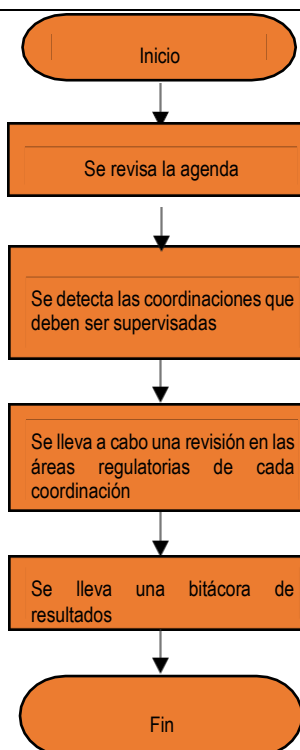 Inicio
Se revisa la agenda
Se detecta las coordinaciones que
deben ser supervisadas
Se lleva a cabo una revisión en las
áreas regulatorias de cada
coordinación
Se lleva una bitácora de
resultados
Fin